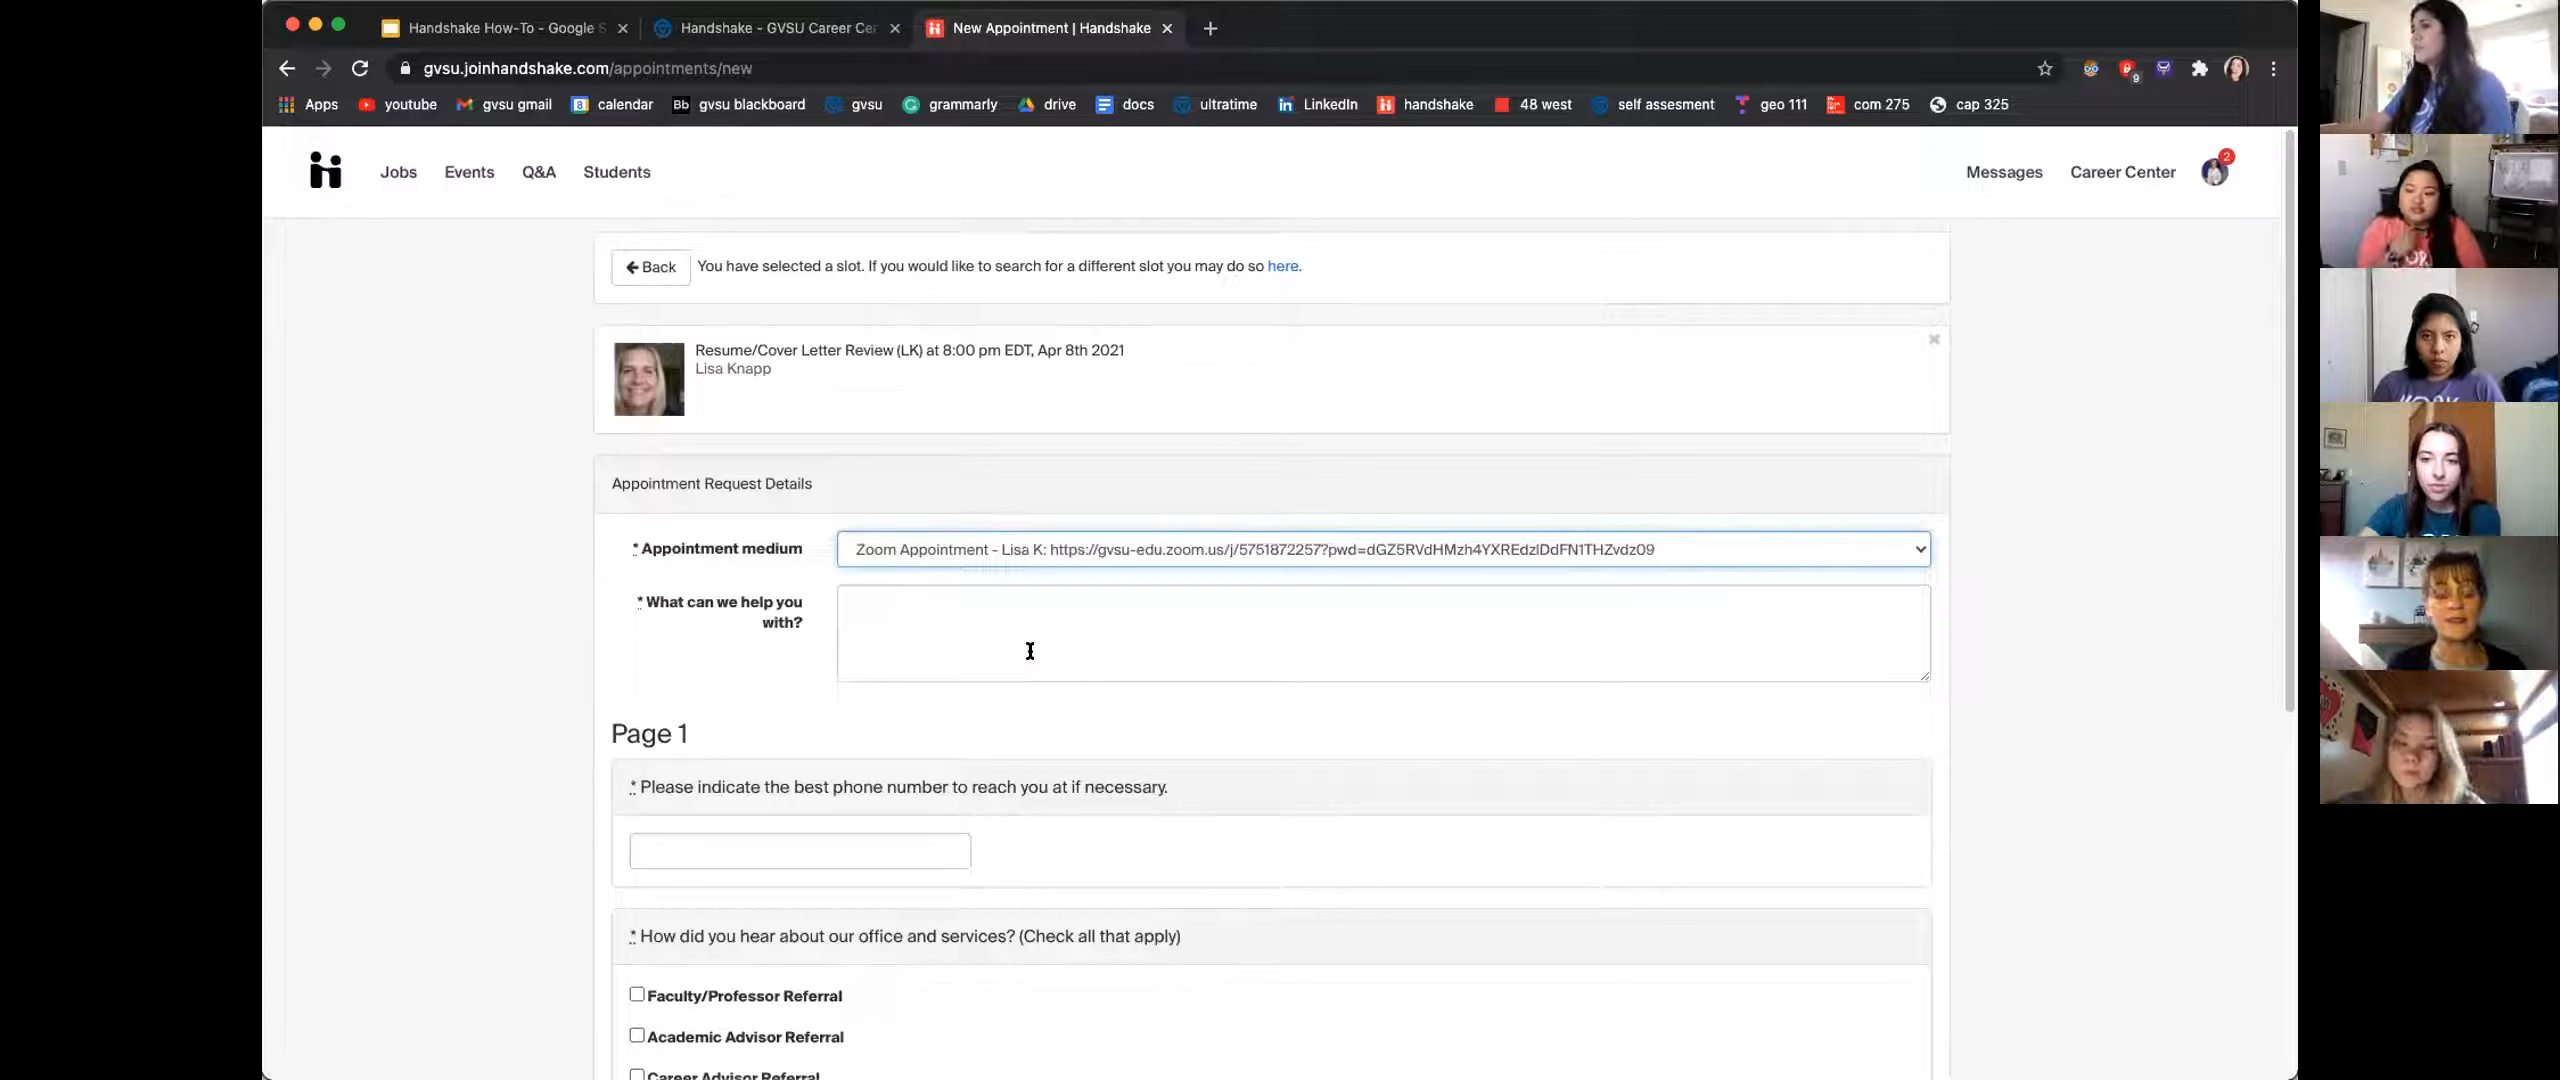 Handshake How-To - Google S
Handshake - GVSU Career Cen
New Appointment | Handshake
gvsu.joinhandshake.com/appointments/new
9
Apps youtube gvsu gmail calendar gvsu blackboard gvsu grammarly drive docs ultratime LinkedIn handshake 48 west self assesment geo 111 com 275 cap 325
Jobs Events Q&A Students Messages Career Center 2
Back You have selected a slot. If you would like to search for a different slot you may do so here.
Resume/Cover Letter Review (LK) at 8:00 pm EDT, Apr 8th 2021
Lisa Knapp
Appointment Request Details
* Appointment medium
Zoom Appointment - Lisa K: https://gvsu-edu.zoom.us/j/5751872257?pwd=dGZ5RVdHMzh4YXREdzlDdFN1THZvdz09
* What can we help you
with?
Page 1
* Please indicate the best phone number to reach you at if necessary.
* How did you hear about our office and services? (Check all that apply)
Faculty/Professor Referral
Academic Advisor Referral
Career Advisor Referral